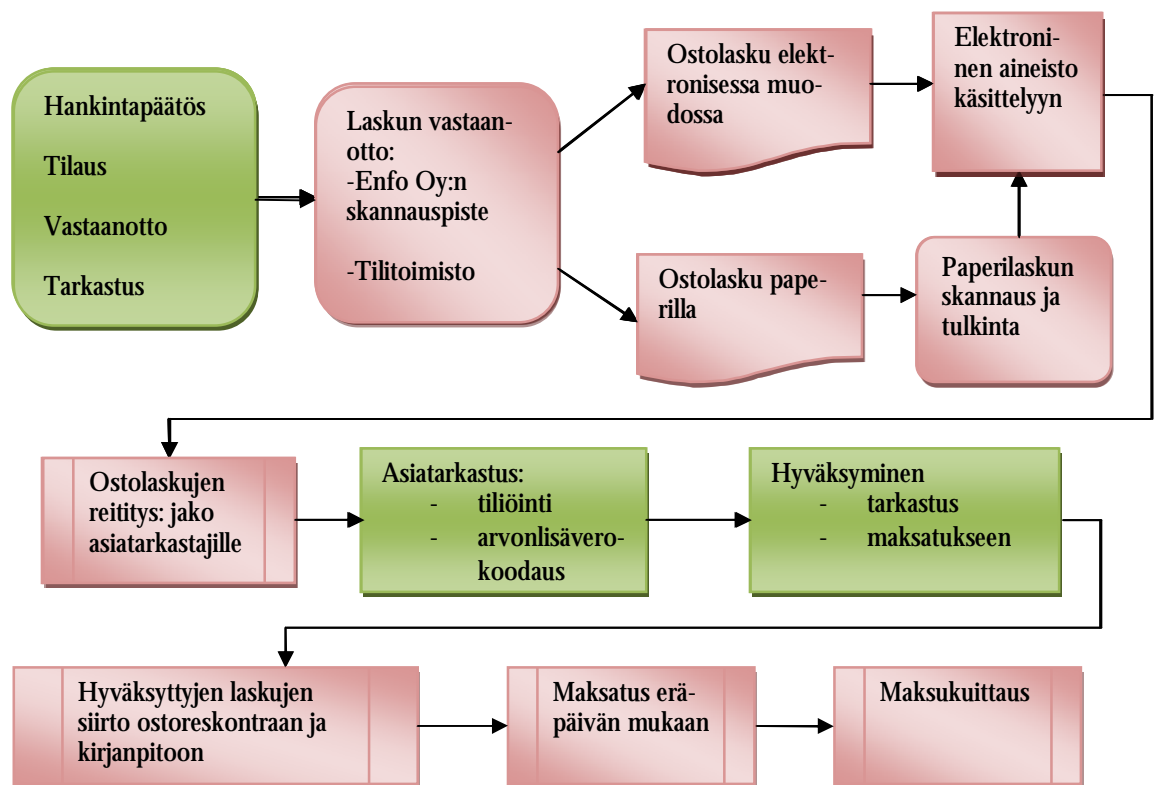 Hankintapäätös
Tilaus
Vastaanotto
Tarkastus
Laskun vastaan-
otto:
-Enfo Oy:n
skannauspiste
-Tilitoimisto
Ostolasku elekt-
ronisessa muo-
dossa
Elektroni-
nen aineisto
käsittelyyn
Ostolasku pape-
rilla
Paperilaskun
skannaus ja
tulkinta
Ostolaskujen
reititys: jako
asiatarkastajille
Asiatarkastus:
- tiliöinti
- arvonlisävero-
koodaus
Hyväksyminen
- tarkastus
- maksatukseen
Hyväksyttyjen laskujen
siirto ostoreskontraan ja
kirjanpitoon
Maksatus erä-
päivän mukaan
Maksukuittaus